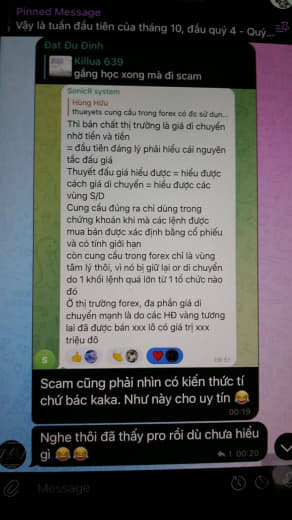 Pinned Message
Vậy là tuần đầu tiên của tháng 10, đầu quý 4 - Quý...
Đạt Đu Đỉnh
Killua 639
gắng học xong mà đi scam
SonicR system
Hùng Hữu
thueyets cung cầu trong forex có đc sử dụn...
Thì bản chất thị trường là giá di chuyển
nhờ tiền và tiền
= đầu tiên đáng lý phải hiểu cái nguyên
tắc đấu giá
Thuyết đấu giá hiểu được = hiểu được
cách giá di chuyển = hiểu được các
vùng S/D
Cung cầu đúng ra chỉ dùng trong
chứng khoán khi mà các lệnh được
mua bán được xác định bằng cổ phiếu
và có tính giới hạn
còn cung cầu trong forex chỉ là vùng
tâm lý thôi, vì nó bị giữ lại or di chuyển
do 1 khối lệnh quá lớn từ 1 tổ chức nào
đó
Ở thị trường forex, đa phần giá di
chuyển mạnh là do các HĐ vàng tương
lai đã được bán xxx lô có giá trị xxx
triệu đô
S
Scam cũng phải nhìn có kiến thức tí
chứ bác kaka. Như này cho uy tín 😂
00:19
Nghe thôi đã thấy pro rồi dù chưa hiểu
gì 😂😂
1 00:20
Message